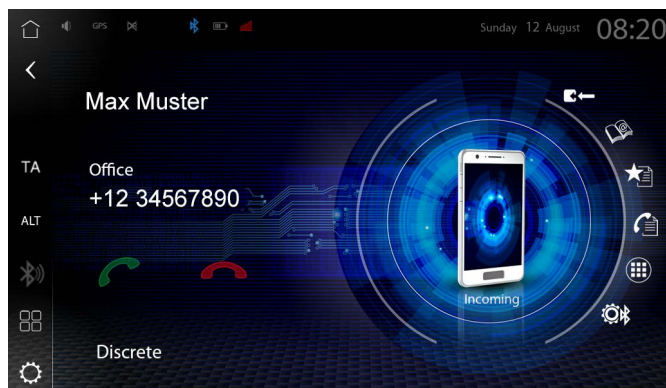 GPS
Sunday 12 August 08:20
Max Muster
TA
Office
+12 34567890
ALT
Incoming
Discrete